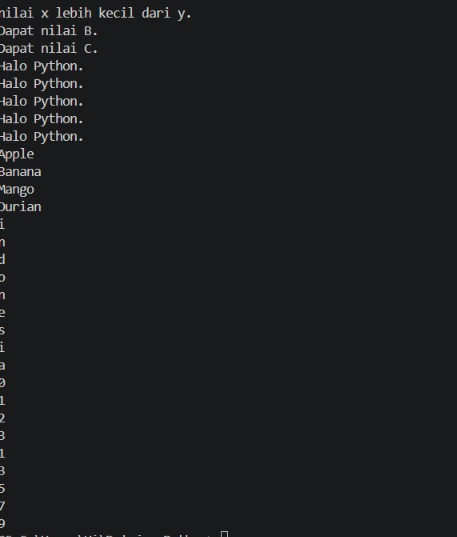 nilai x lebih kecil dari y.
Dapat nilai B.
Dapat nilai C.
Halo Python.
Halo Python.
Halo Python.
Halo Python.
Halo Python.
Apple
Banana
Mango
Durian
i
n
d
o
n
e
s
i
a
0
1
2
3
1
3
5
7
9